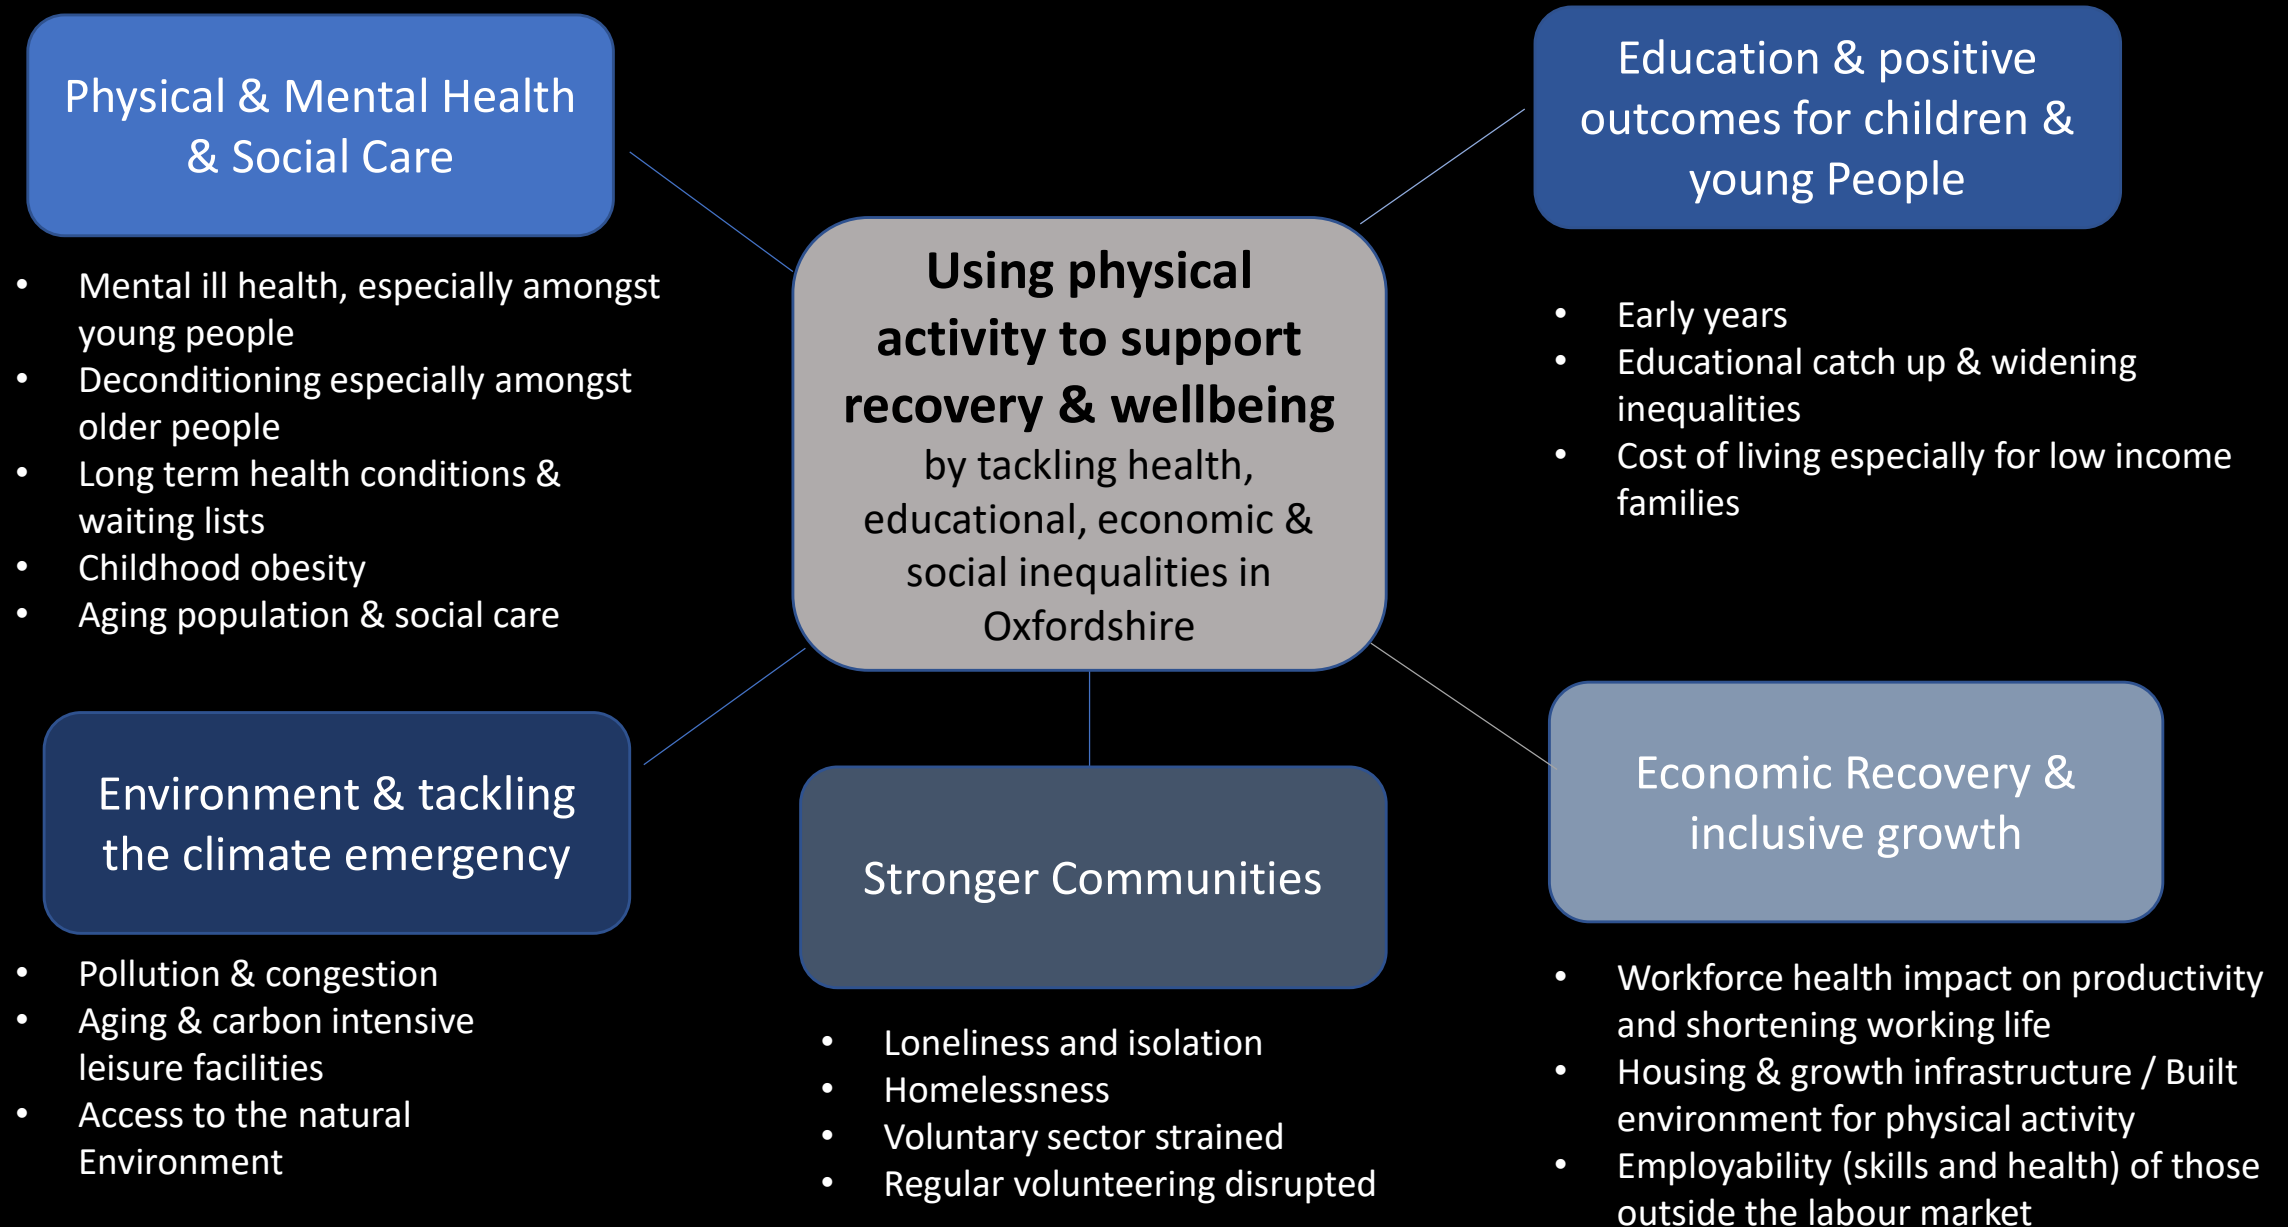 Physical & Mental Health
& Social Care
• Mental ill health, especially amongst
young people
• Deconditioning especially amongst
older people
• Long term health conditions &
waiting lists
• Childhood obesity
• Aging population & social care
Using physical
activity to support
recovery & wellbeing
by tackling health,
educational, economic &
social inequalities in
Oxfordshire
Education & positive
outcomes for children &
young People
• Early years
• Educational catch up & widening
inequalities
• Cost of living especially for low income
families
Environment & tackling
the climate emergency
• Pollution & congestion
• Aging & carbon intensive
leisure facilities
• Access to the natural
Environment
Stronger Communities
• Loneliness and isolation
• Homelessness
• Voluntary sector strained
• Regular volunteering disrupted
Economic Recovery &
inclusive growth
• Workforce health impact on productivity
and shortening working life
• Housing & growth infrastructure / Built
environment for physical activity
• Employability (skills and health) of those
outside the labour market